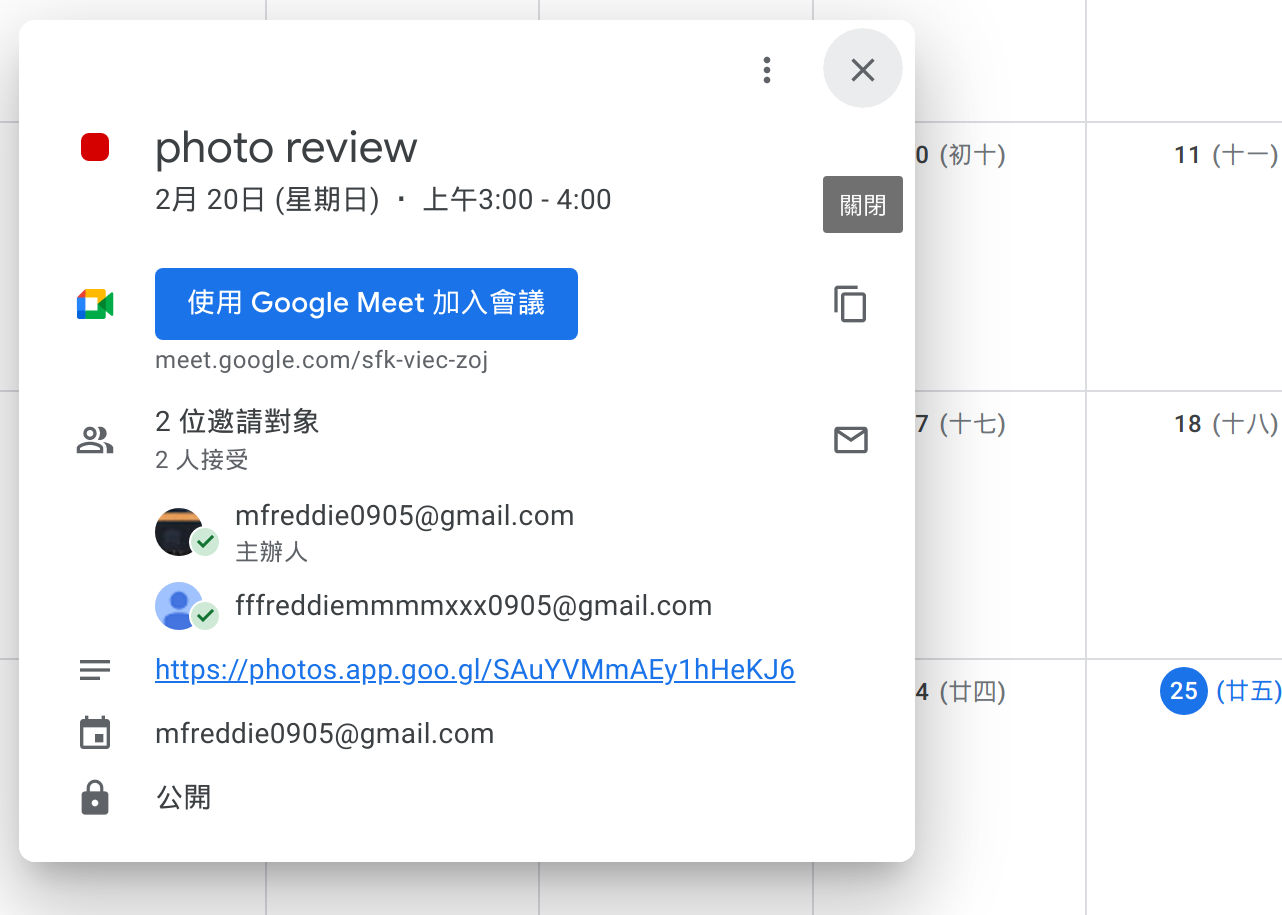 photo review
2月 20日 (星期日) ・ 上午3:00 - 4:00
關閉
使用 Google Meet 加入會議
meet.google.com/sfk-viec-zoj
2 位邀請對象
2 人接受
mfreddie0905@gmail.com
主辦人
fffreddiemmmmxxx0905@gmail.com
https://photos.app.goo.gl/SAuYVMmAEy1hHeKJ6
mfreddie0905@gmail.com
公開
0 (初十)
11 (十一)
7 (十七)
18 (十八)
4 (廿四)
25 (廿五)